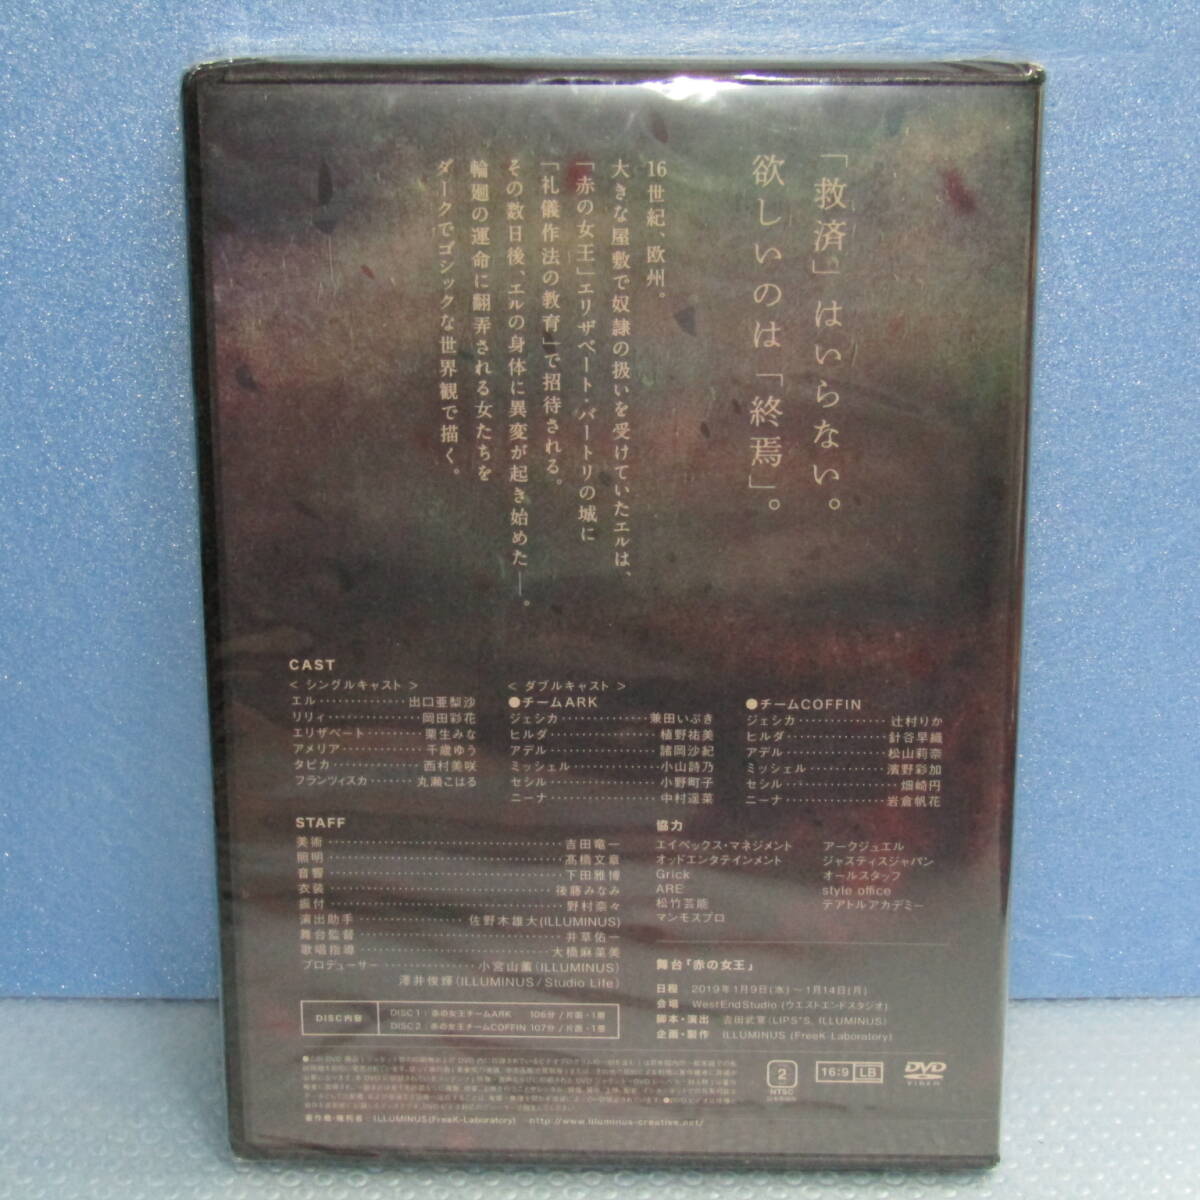 「救済」はいらない。
欲しいのは「終焉」。
16世紀、欧州。
大きな屋敷で奴隷の扱いを受けていたエルは、
「赤の女王」エリザベート・バートリの城に
「礼儀作法の教育」で招待される。
その数日後、エルの身体に異変が起き始めた――。
輪廻の運命に翻弄される女たちを
ダークでゴシックな世界観で描く。
CAST
< シングルキャスト >
エル・・・・・・・・・・・・・・出口亜梨沙
リリィ・・・・・・・・・・・・・岡田彩花
エリザベート・・・・・・・・栗生みな
アメリア・・・・・・・・・・・千歳ゆう
タビカ・・・・・・・・・・・・西村美咲
フランツィスカ・・・・・・丸瀬こはる
< ダブルキャスト >
●チームARK
ジェシカ・・・・・・・・・・・・兼田いぶき
ヒルダ・・・・・・・・・・・・・植野祐美
アデル・・・・・・・・・・・・・諸岡沙紀
ミッシェル・・・・・・・・・・小山詩乃
セシル・・・・・・・・・・・・・小野町子
ニーナ・・・・・・・・・・・・・中村遥菜
●チームCOFFIN
ジェシカ・・・・・・・・・・・・辻村りか
ヒルダ・・・・・・・・・・・・・針谷早織
アデル・・・・・・・・・・・・・松山莉奈
ミッシェル・・・・・・・・・・濱野彩加
セシル・・・・・・・・・・・・・畑崎円
ニーナ・・・・・・・・・・・・・岩倉帆花
STAFF
美術・・・・・・・・・・・・・・吉田竜一
照明・・・・・・・・・・・・・・髙橋文章
音響・・・・・・・・・・・・・・下田雅博
衣装・・・・・・・・・・・・・・後藤みなみ
振付・・・・・・・・・・・・・・野村奈々
演出助手・・・・・・・・・・佐野木雄大(ILLUMINUS)
舞台監督・・・・・・・・・・・・井草佑一
歌唱指導・・・・・・・・・・・・大橋麻菜美
プロデューサー・・・・・・・・小宮山薫(ILLUMINUS)
澤井俊輝(ILLUMINUS/Studio Life)
協力
エイベックス・マネジメント
オッドエンタテインメント
Grick
ARE
松竹芸能
マンモスプロ
アークジュエル
ジャスティスジャパン
オールスタッフ
style office
テアトルアカデミー
舞台「赤の女王」
日程 2019年1月9日(水)〜1月14日(月)
会場 WestEndStudio (ウエストエンドスタジオ)
脚本・演出 吉田武寛(LIPS*S, ILLUMINUS)
企画・製作 ILLUMINUS (FreeK Laboratory)
DISC内容
DISC1:赤の女王チームARK 106分/片面・1層
DISC2:赤の女王チームCOFFIN 107分/片面・1層
2
NTSC
16:9 LB
DVD
VIDEO
著作権・権利者 ILLUMINUS(FreeK-Laboratory) http://www.illuminus-creative.net/